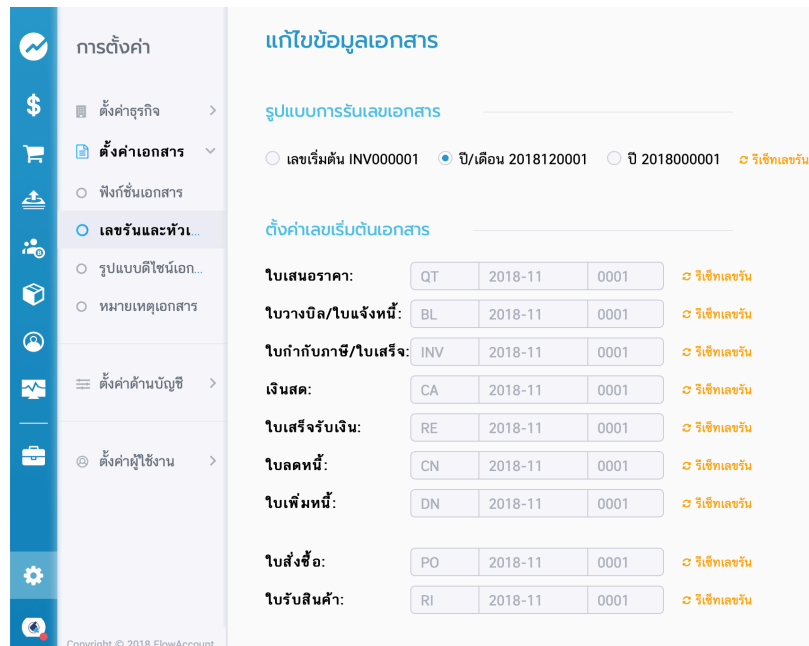 การตั้งค่า
ตั้งค่าธุรกิจ
ตั้งค่าเอกสาร
ฟังก์ชั่นเอกสาร
เลขรันและหัวเ...
รูปแบบดีไซน์เอก...
หมายเหตุเอกสาร
ตั้งค่าด้านบัญชี
ตั้งค่าผู้ใช้งาน
Copyright © 2018 FlowAccount
แก้ไขข้อมูลเอกสาร
รูปแบบการรันเลขเอกสาร
เลขเริ่มต้น INV000001 ปี/เดือน 2018120001 ปี 2018000001 รีเซ็ทเลขรัน
ตั้งค่าเลขเริ่มต้นเอกสาร
ใบเสนอราคา: QT 2018-11 0001 รีเซ็ทเลขรัน
ใบวางบิล/ใบแจ้งหนี้: BL 2018-11 0001 รีเซ็ทเลขรัน
ใบกำกับภาษี/ใบเสร็จ: INV 2018-11 0001 รีเซ็ทเลขรัน
เงินสด: CA 2018-11 0001 รีเซ็ทเลขรัน
ใบเสร็จรับเงิน: RE 2018-11 0001 รีเซ็ทเลขรัน
ใบลดหนี้: CN 2018-11 0001 รีเซ็ทเลขรัน
ใบเพิ่มหนี้: DN 2018-11 0001 รีเซ็ทเลขรัน
ใบสั่งซื้อ: PO 2018-11 0001 รีเซ็ทเลขรัน
ใบรับสินค้า: RI 2018-11 0001 รีเซ็ทเลขรัน